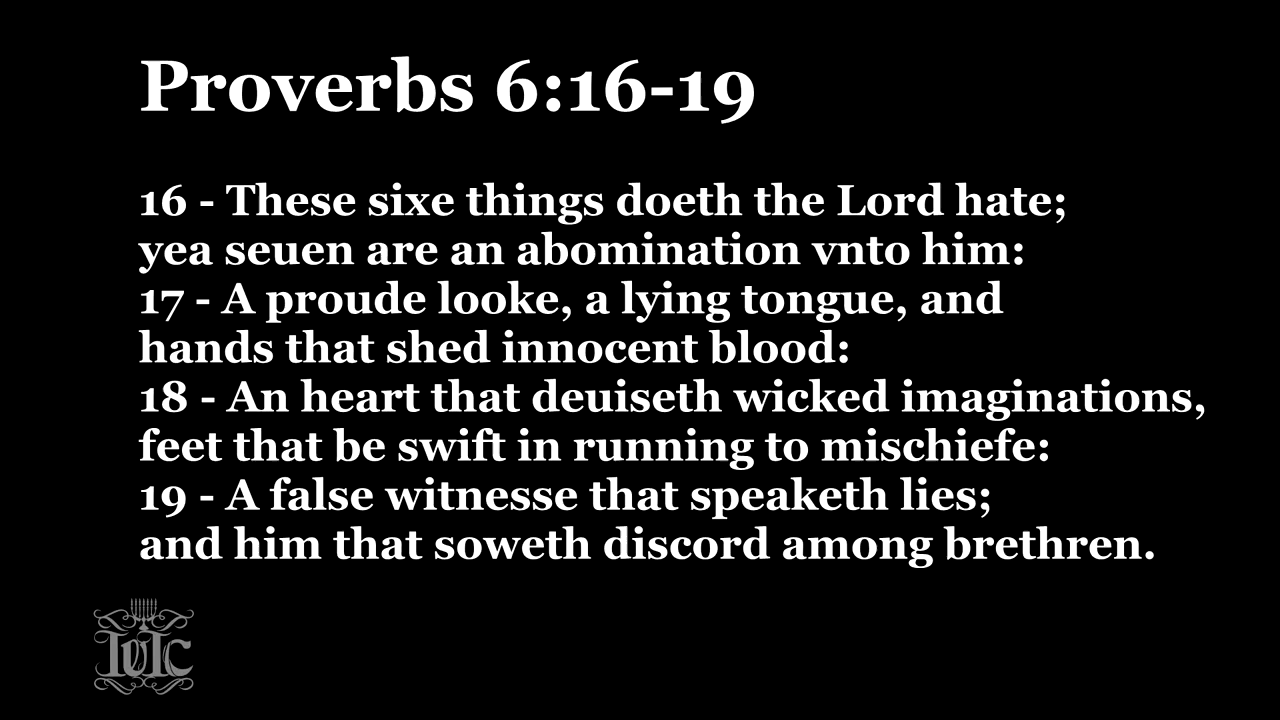 Proverbs 6:16-19
16 - These sixe things doeth the Lord hate;
yea seuen are an abomination vnto him:
17 - A proude looke, a lying tongue, and
hands that shed innocent blood:
18 - An heart that deuiseth wicked imaginations,
feet that be swift in running to mischiefe:
19 - A false witnesse that speaketh lies;
and him that soweth discord among brethren.
IUIC